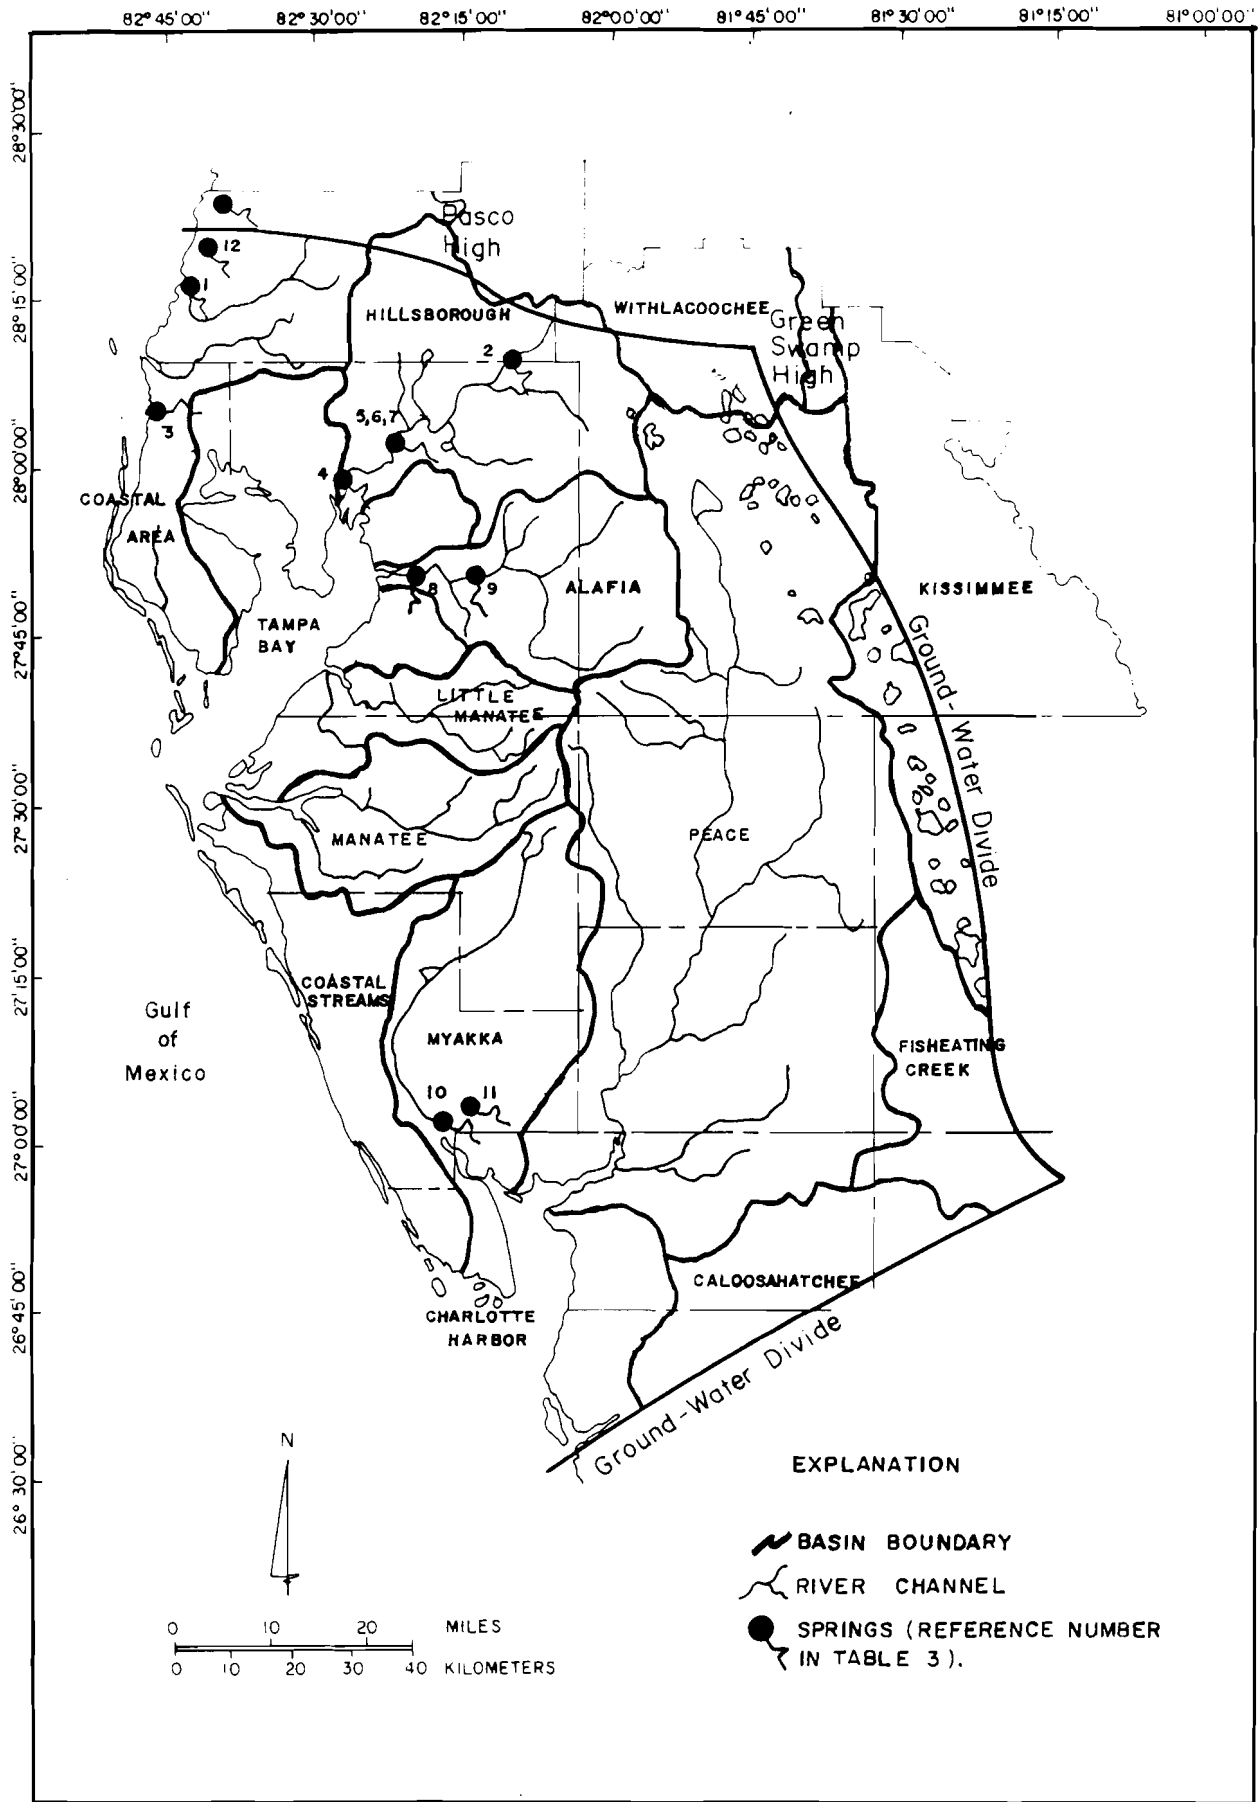 82°45'00"
82°30'00"
82°15'00"
82°00'00"
81°45'00"
81°30'00"
81°15'00"
81°00'00"
28°30'00"
28°15'00"
28°00'00"
27°45'00"
27°30'00"
27°15'00"
27°00'00"
26°45'00"
26°30'00"
Pasco
High
12
1
HILLSBOROUGH
WITHLACOOCHEE
Green
Swamp
High
2
3
5,6,7
4
COASTAL
AREA
8
9
ALAFIA
KISSIMMEE
TAMPA
BAY
Ground-Water Divide
LITTLE
MANATEE
MANATEE
PEACE
COASTAL
STREAMS
Gulf
of
Mexico
MYAKKA
FISHEATING
CREEK
10
11
CALOOSAHATCHEE
CHARLOTTE
HARBOR
Ground-Water Divide
N
EXPLANATION
BASIN BOUNDARY
RIVER CHANNEL
SPRINGS (REFERENCE NUMBER
IN TABLE 3).
0 10 20 MILES
0 10 20 30 40 KILOMETERS